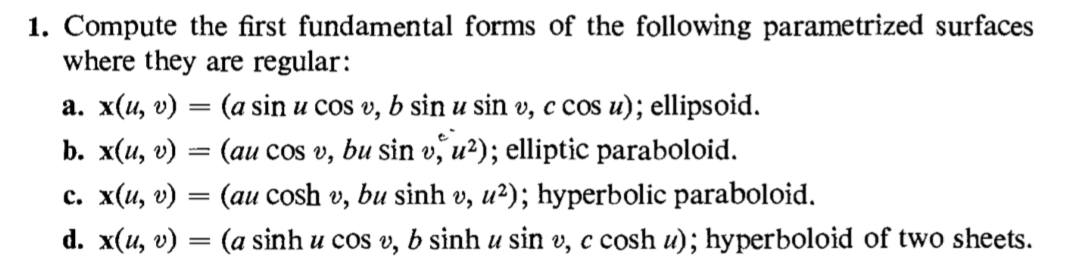 1. Compute the first fundamental forms of the following parametrized surfaces
where they are regular:
a. x(u, v) = (a sin u cos v, b sin u sin v, c cos u); ellipsoid.
b. x(u, v) = (au cos v, bu sin v, u²); elliptic paraboloid.
c. x(u, v) = (au cosh v, bu sinh v, u²); hyperbolic paraboloid.
d. x(u, v) = (a sinh u cos v, b sinh u sin v, c cosh u); hyperboloid of two sheets.